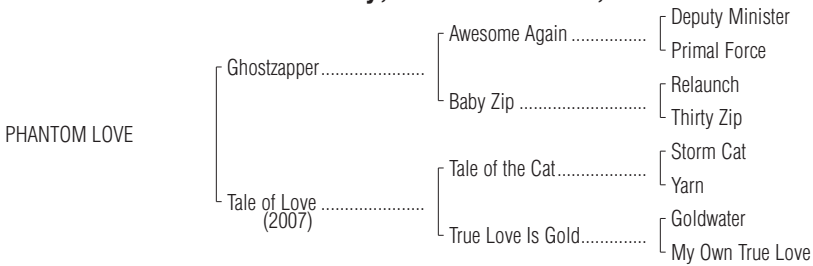 Deputy Minister
Awesome Again ...............
Primal Force
Ghostzapper......................
Relaunch
Baby Zip ..........................
Thirty Zip
PHANTOM LOVE
Storm Cat
Tale of the Cat..................
Yarn
Tale of Love ......................
(2007)
Goldwater
True Love Is Gold..............
My Own True Love